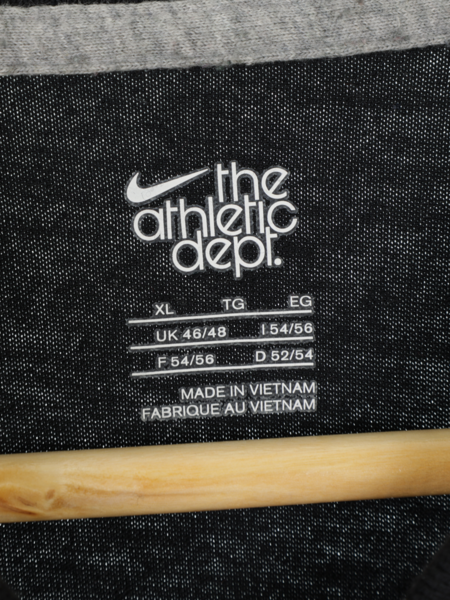 the
athletic
dept.
XL TG EG
UK 46/48 I 54/56
F 54/56 D 52/54
MADE IN VIETNAM
FABRIQUE AU VIETNAM